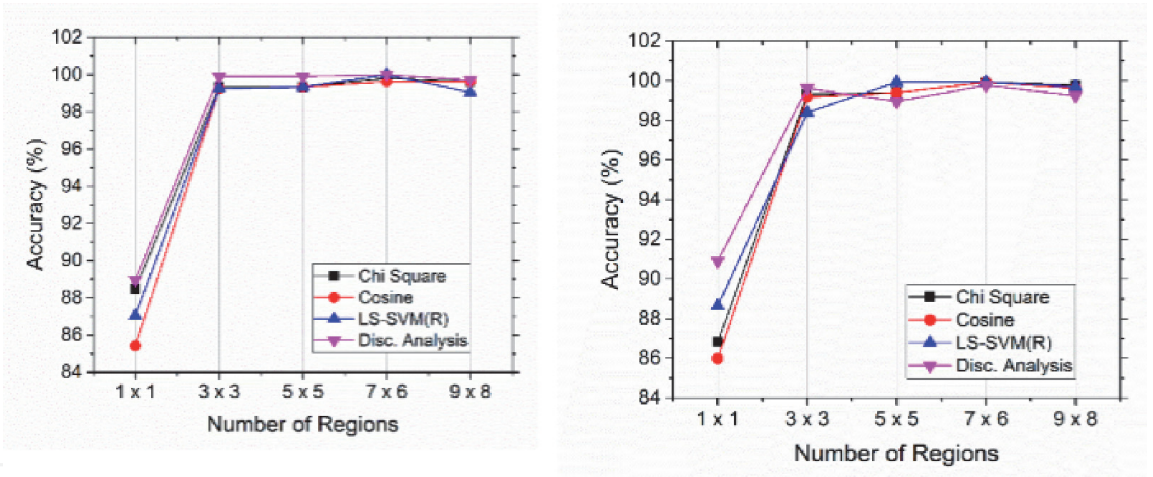 102
100
98
96
94
92
90
88
86
84
Accuracy (%)
Chi Square
Cosine
LS-SVM(R)
Disc. Analysis
1 x 1 3 x 3 5 x 5 7 x 6 9 x 8
Number of Regions
102
100
98
96
94
92
90
88
86
84
Accuracy (%)
Chi Square
Cosine
LS-SVM(R)
Disc. Analysis
1 x 1 3 x 3 5 x 5 7 x 6 9 x 8
Number of Regions